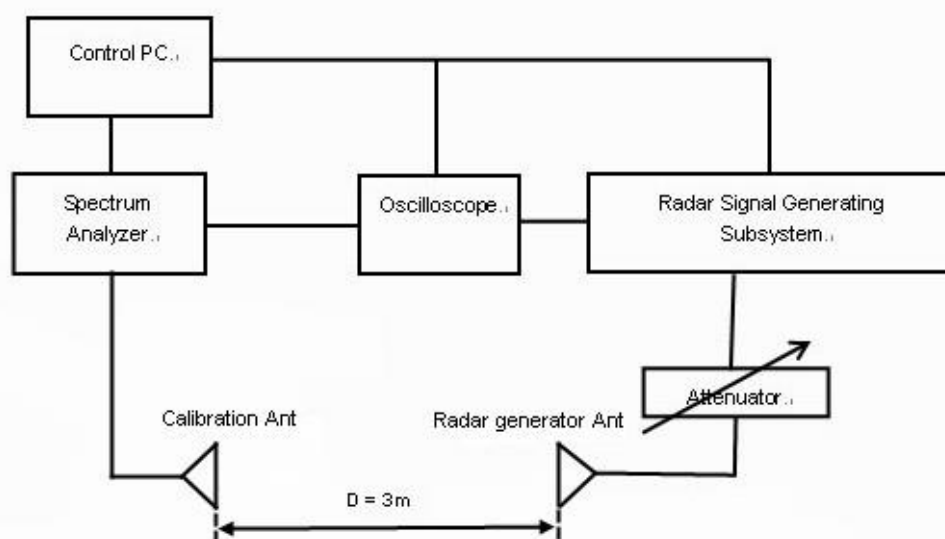 Control PC.
Spectrum
Analyzer.
Oscilloscope.
Radar Signal Generating
Subsystem.
Attenuator.
Calibration Ant
Radar generator Ant
D = 3m